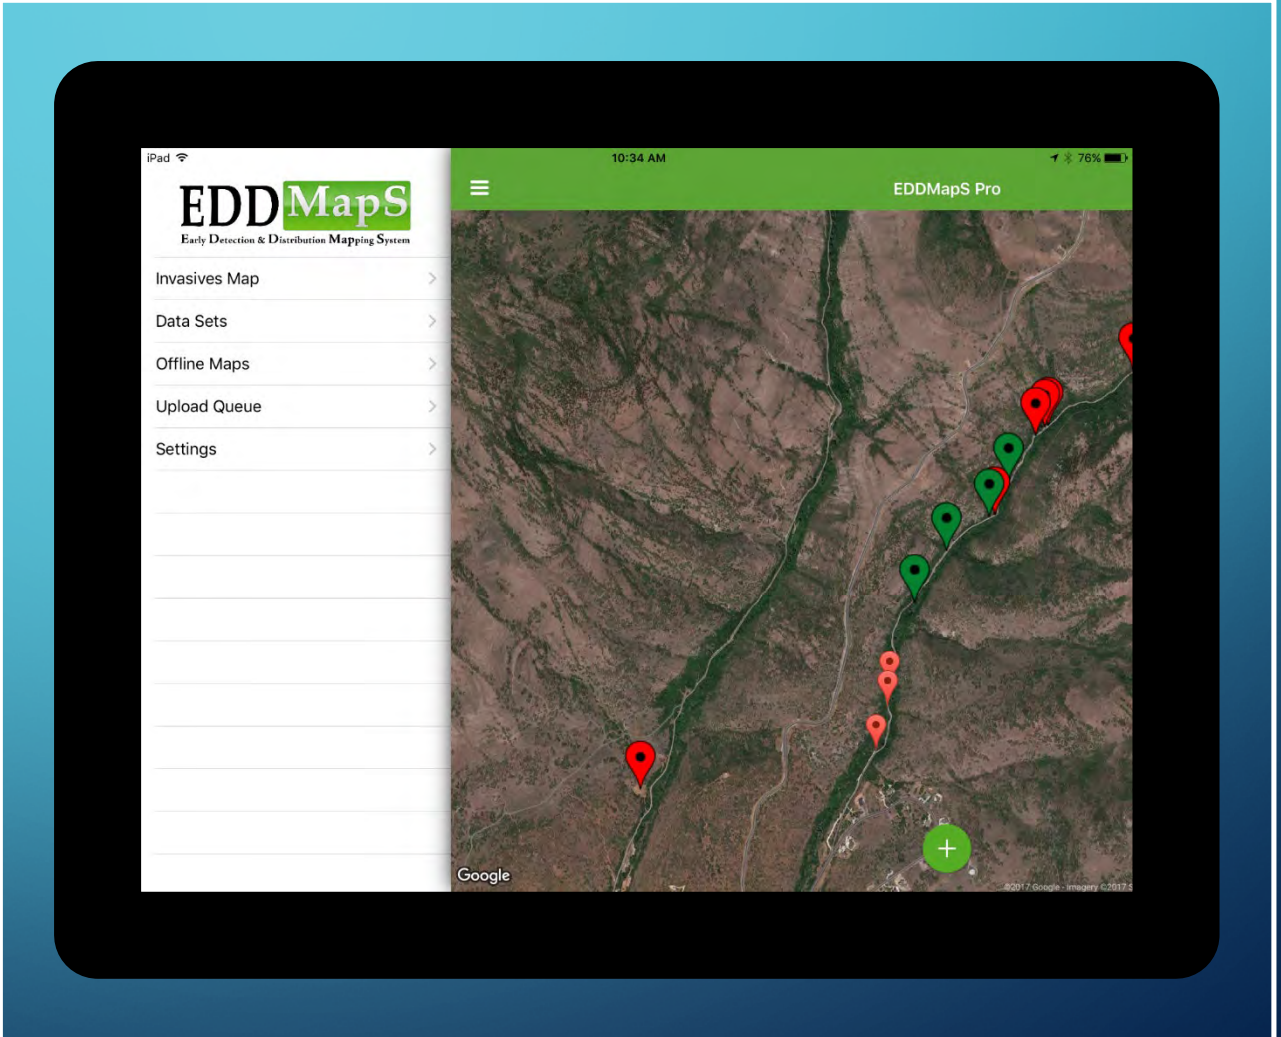 iPad
10:34 AM
76%
EDDMapS
Early Detection & Distribution Mapping System
EDDMapS Pro
Invasives Map
Data Sets
Offline Maps
Upload Queue
Settings
+
Google
©2017 Google - Imagery ©2017 S